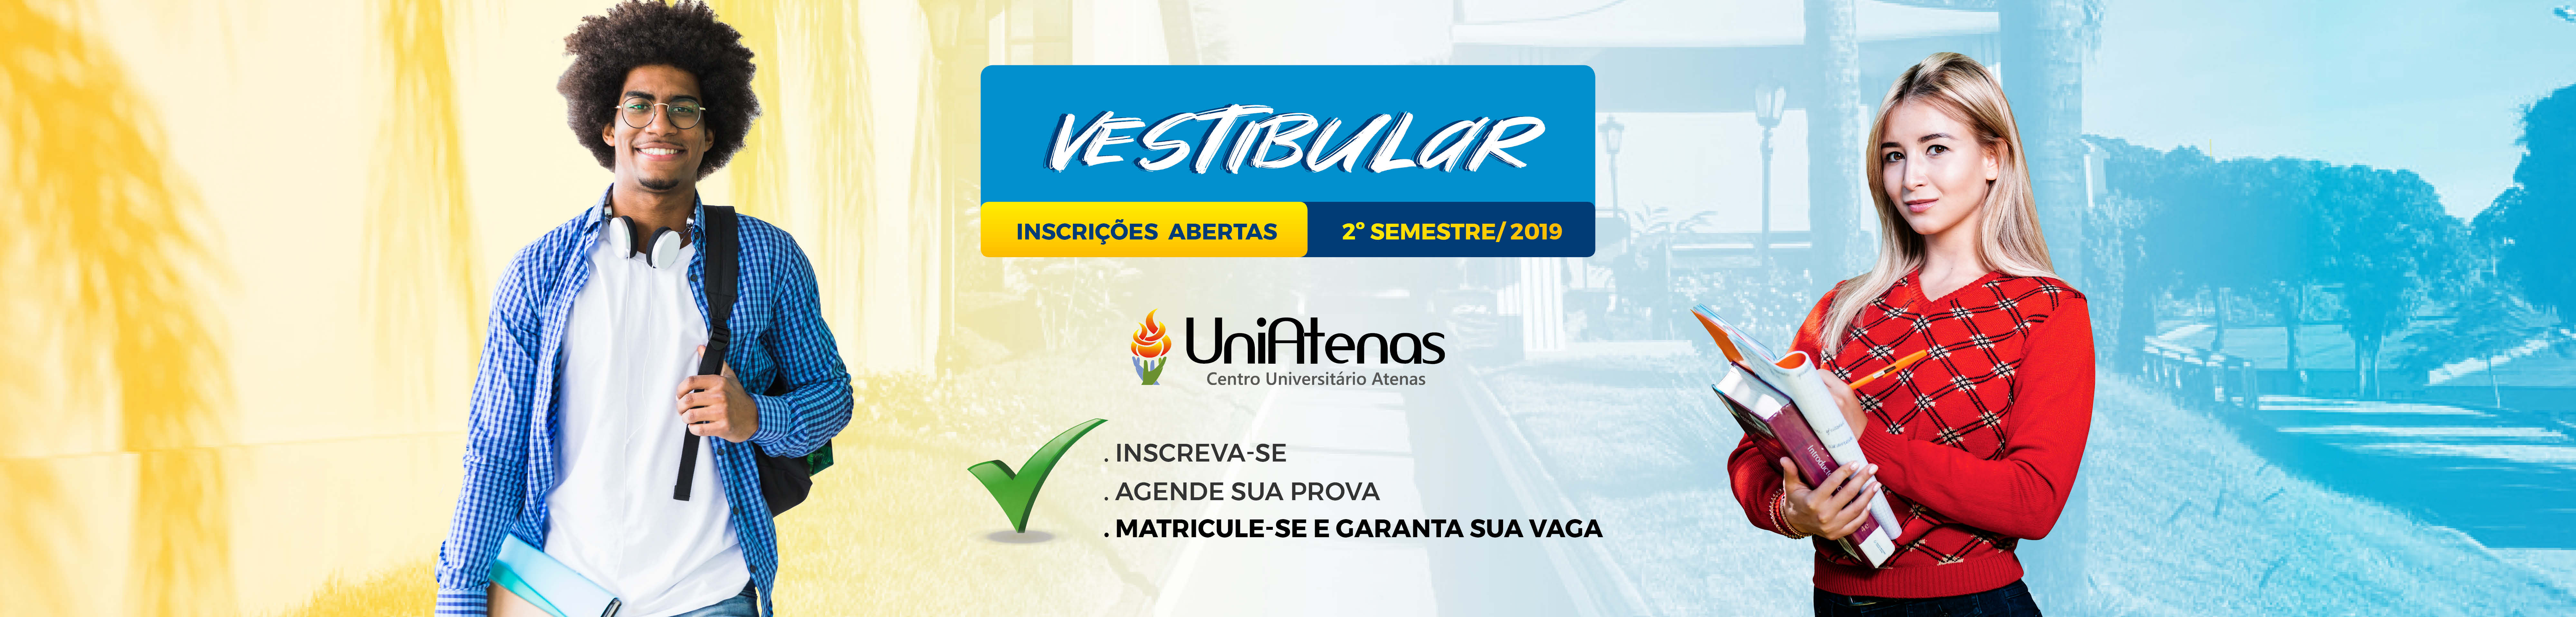 VESTIBULAR
INSCRIÇÕES ABERTAS
2º SEMESTRE/ 2019
UniAtenas
Centro Universitário Atenas
. INSCREVA-SE
. AGENDE SUA PROVA
. MATRICULE-SE E GARANTA SUA VAGA